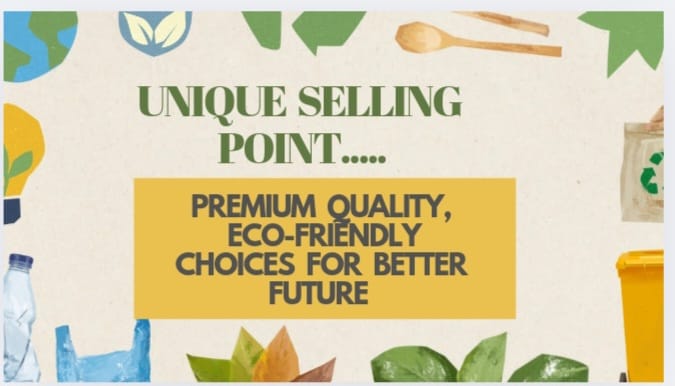 UNIQUE SELLING
POINT.....
PREMIUM QUALITY,
ECO-FRIENDLY
CHOICES FOR BETTER
FUTURE